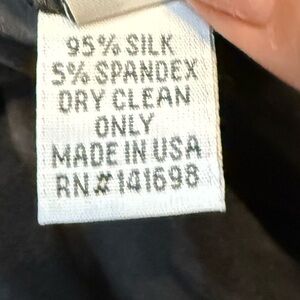 95% SILK
5% SPANDEX
DRY CLEAN
ONLY
MADE IN USA
RN#141698